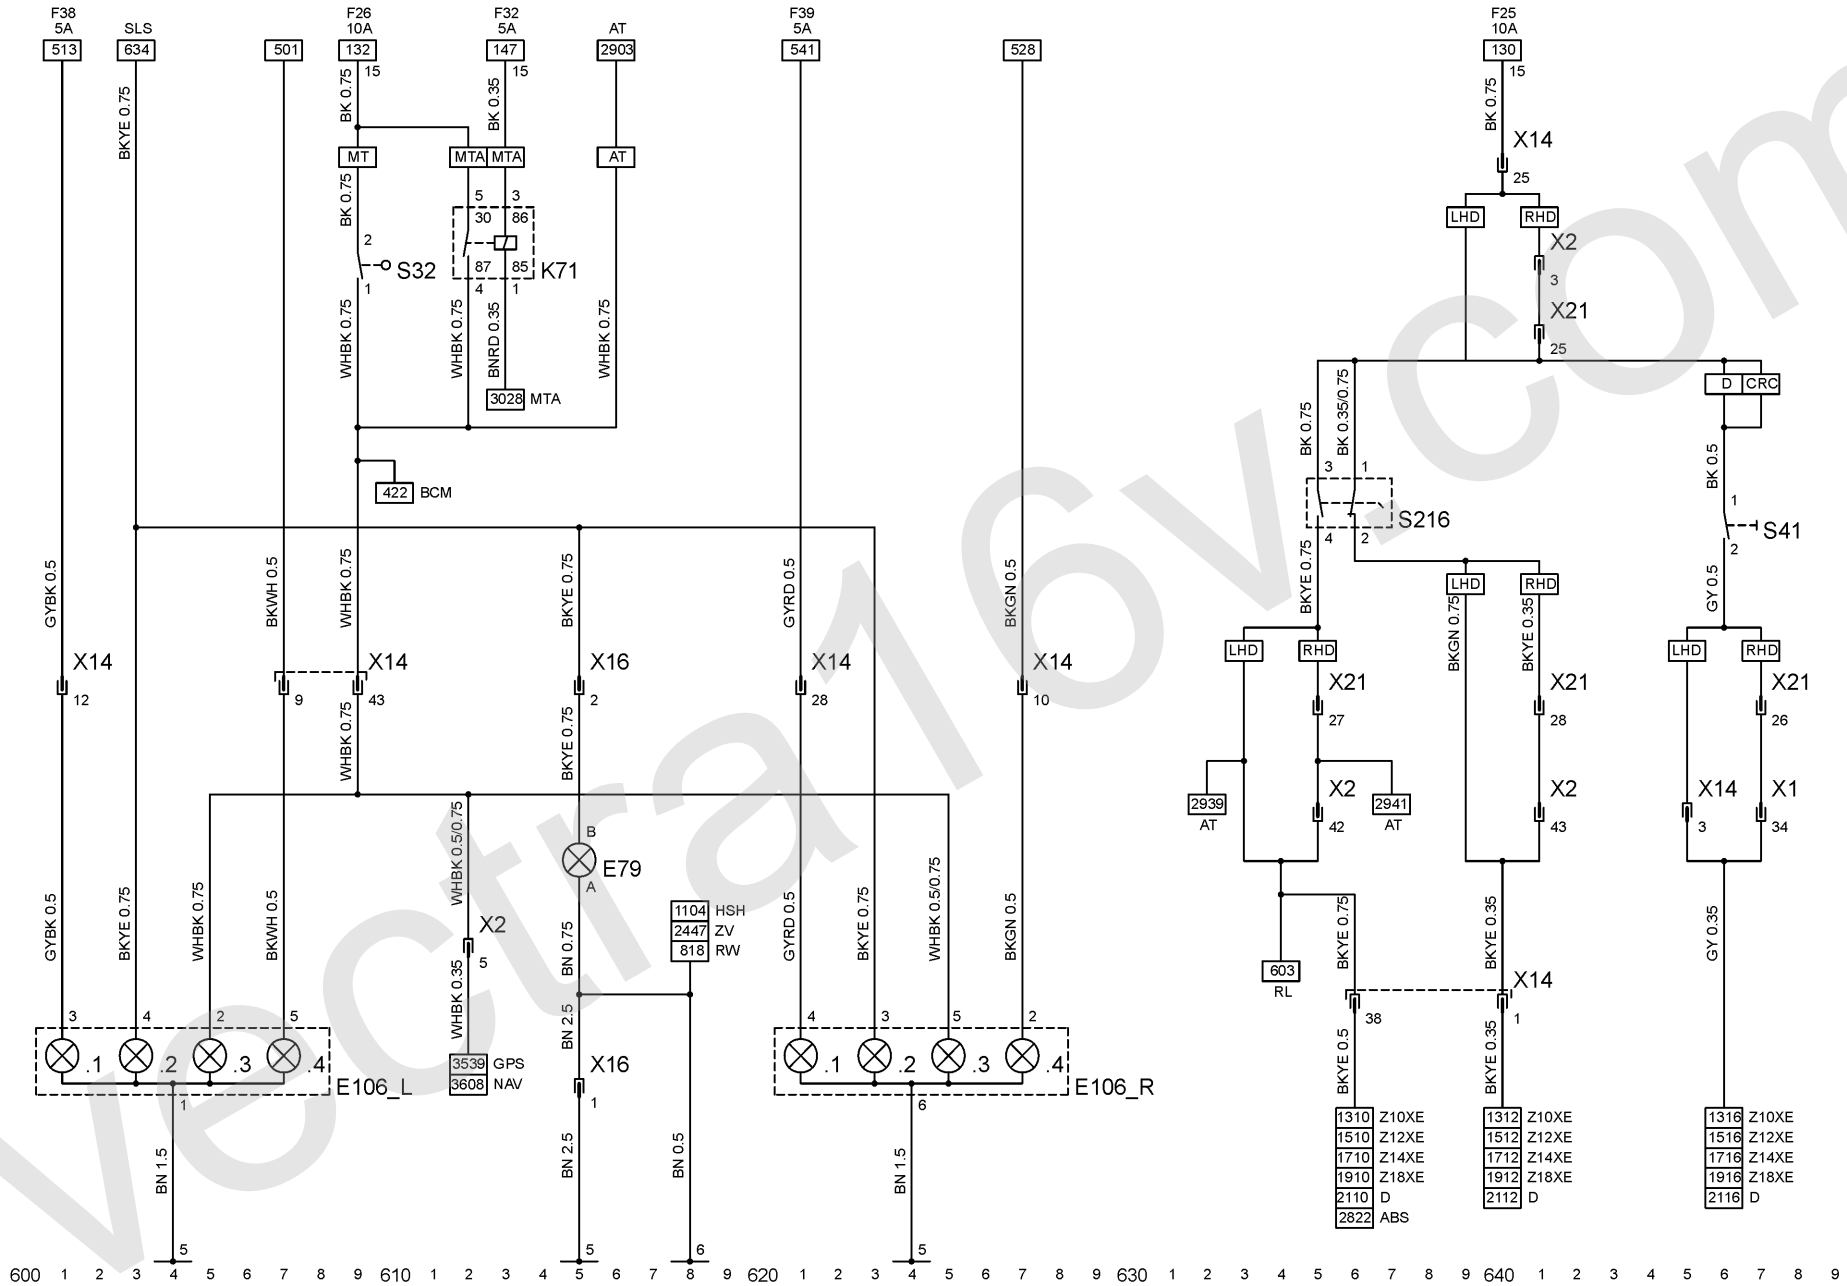 F38
5A
513
SLS
634
501
F26
10A
132
15
F32
5A
147
15
AT
2903
F39
5A
541
528
F25
10A
130
15
BKYE 0.75
BK 0.75
BK 0.35
BK 0.75
X14
25
MT
MTA
MTA
AT
BK 0.75
5
3
30
86
87
85
K71
4
1
2
S32
1
LHD
RHD
X2
3
X21
25
WHBK 0.75
WHBK 0.75
BNRD 0.35
WHBK 0.75
3028
MTA
D
CRC
BK 0.75
BK 0.35/0.75
BK 0.5
422
BCM
3
1
S216
4
2
1
S41
2
GYBK 0.5
BKWH 0.5
WHBK 0.75
BKYE 0.75
GYRD 0.5
BKGN 0.5
BKYE 0.75
LHD
RHD
BKGN 0.75
BKYE 0.35
GY 0.5
X14
12
9
X14
43
X16
2
X14
28
X14
10
LHD
RHD
X21
27
X21
28
LHD
RHD
X21
26
WHBK 0.75
BKYE 0.75
2939
AT
X2
42
2941
AT
X2
43
X14
3
X1
34
WHBK 0.5/0.75
B
E79
A
GYBK 0.5
BKYE 0.75
WHBK 0.75
BKWH 0.5
X2
5
WHBK 0.35
BN 0.75
1104 HSH
2447 ZV
818 RW
GYRD 0.5
BKYE 0.75
WHBK 0.5/0.75
BKGN 0.5
603
RL
BKYE 0.75
BKYE 0.35
GY 0.35
X14
38
1
BKYE 0.5
BKYE 0.35
3
4
2
5
.1
.2
.3
.4
E106_L
1
3539 GPS
3608 NAV
BN 2.5
X16
1
4
3
5
2
.1
.2
.3
.4
E106_R
6
BN 1.5
BN 2.5
BN 0.5
BN 1.5
1310 Z10XE
1510 Z12XE
1710 Z14XE
1910 Z18XE
2110 D
2822 ABS
1312 Z10XE
1512 Z12XE
1712 Z14XE
1912 Z18XE
2112 D
1316 Z10XE
1516 Z12XE
1716 Z14XE
1916 Z18XE
2116 D
5
5
6
5
600 1 2 3 4 5 6 7 8 9 610 1 2 3 4 5 6 7 8 9 620 1 2 3 4 5 6 7 8 9 630 1 2 3 4 5 6 7 8 9 640 1 2 3 4 5 6 7 8 9
vectra16v.com